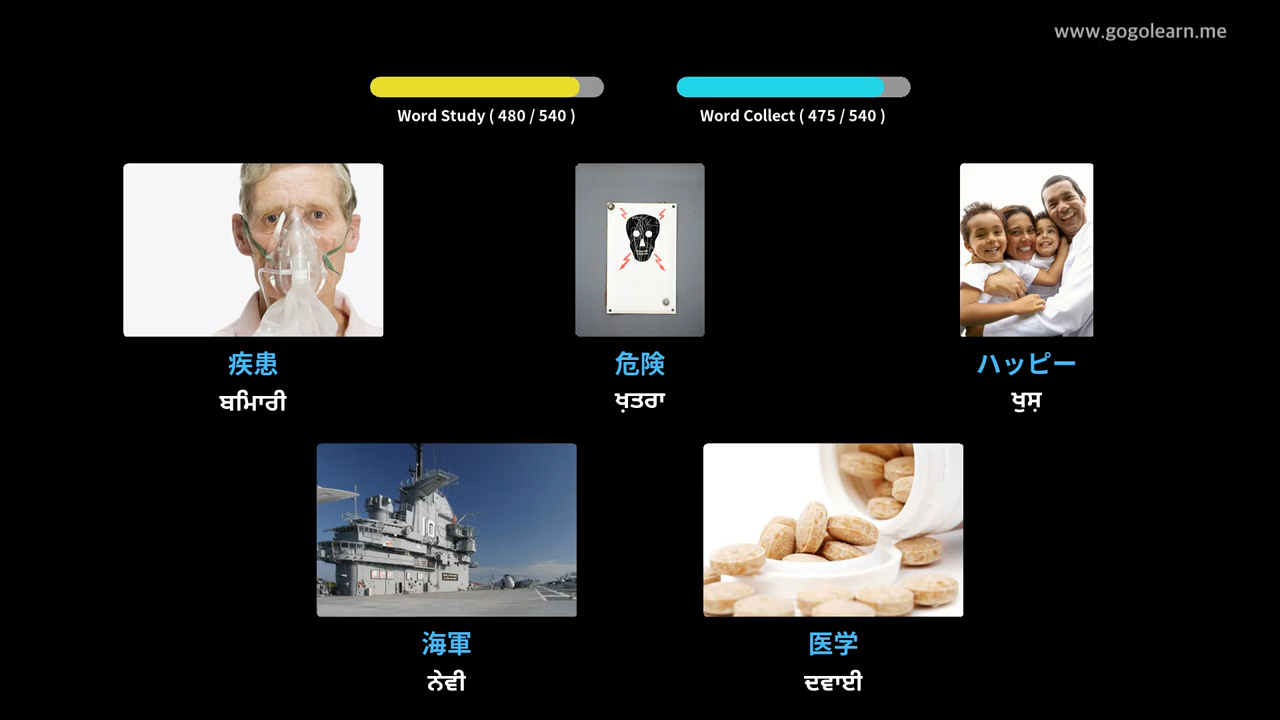 www.gogolearn.me
Word Study ( 480 / 540 )
Word Collect ( 475 / 540 )
疾患
ਬਿਮਾਰੀ
危険
ਖ਼ਤਰਾ
ハッピー
ਖੁਸ਼
16
海軍
ਨੇਵੀ
医学
ਦਵਾਈ